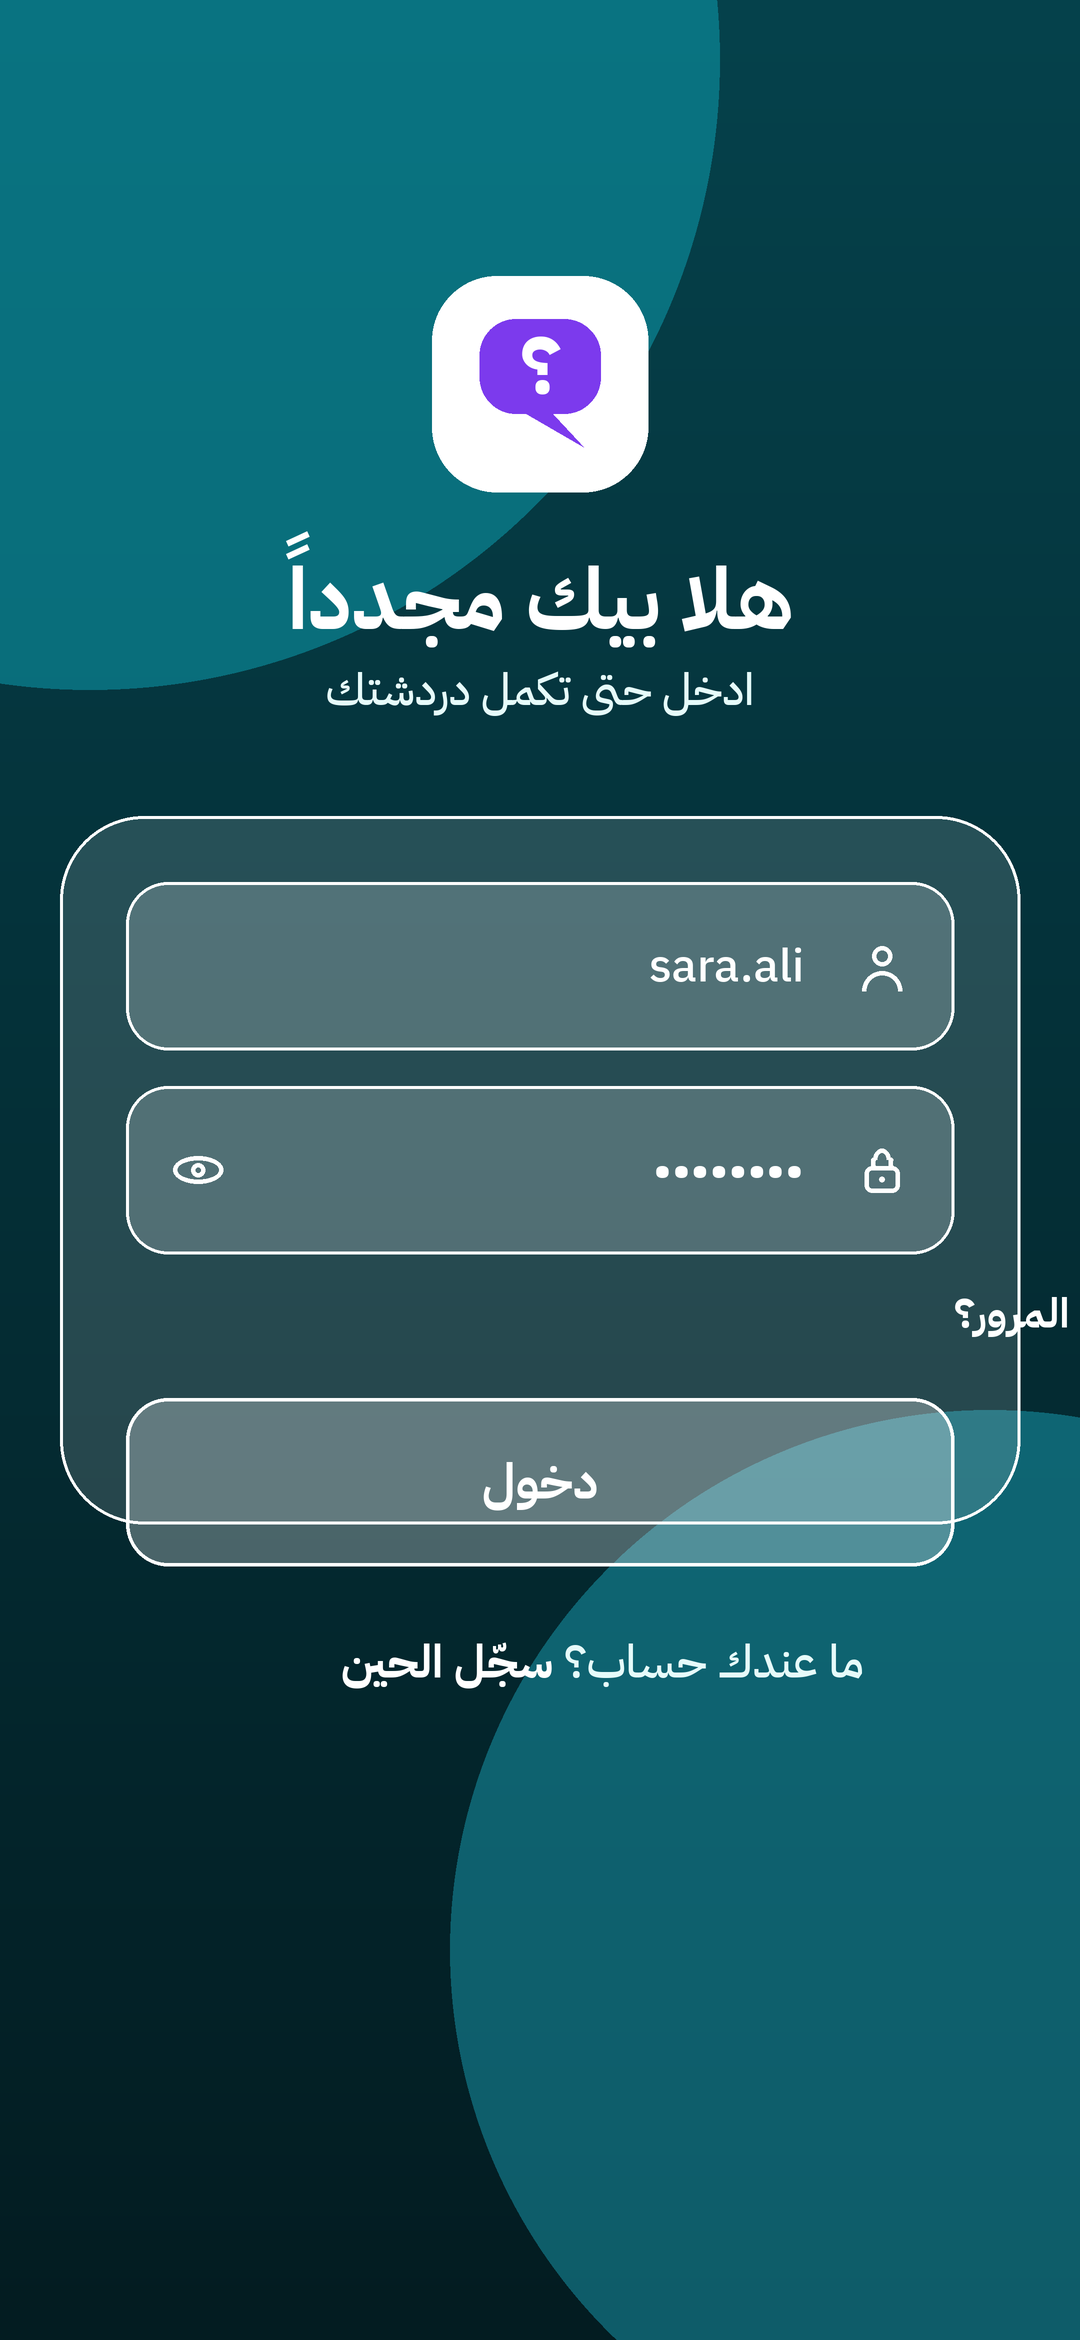 ؟
هلا بيك مجدداً
ادخل حتى تكمل دردشتك
sara.ali
المرور؟
دخول
ما عندك حساب؟ سجّل الحين